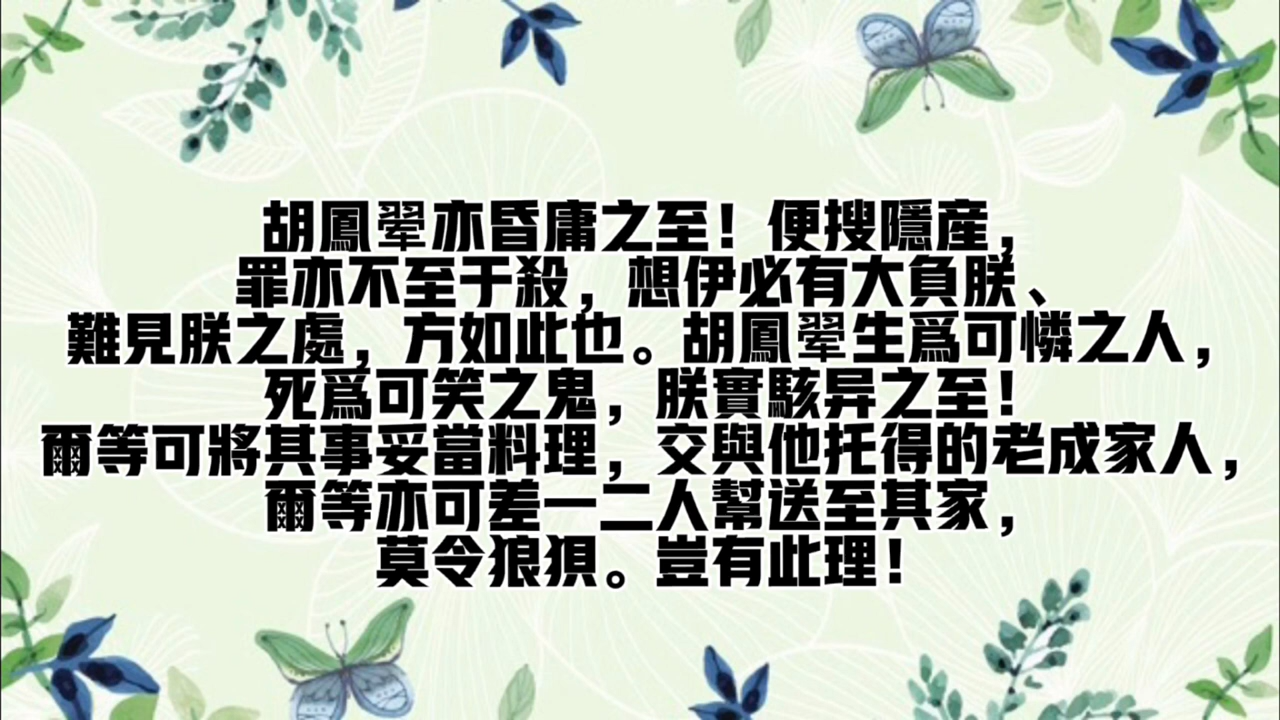 胡鳳翚亦昏庸之至！便搜隱産，
罪亦不至于殺，想伊必有大負朕、
難見朕之處，方如此也。胡鳳翚生爲可憐之人，
死爲可笑之鬼，朕實駭异之至！
爾等可將其事妥當料理，交與他托得的老成家人，
爾等亦可差一二人幫送至其家，
莫令狼狽。豈有此理！